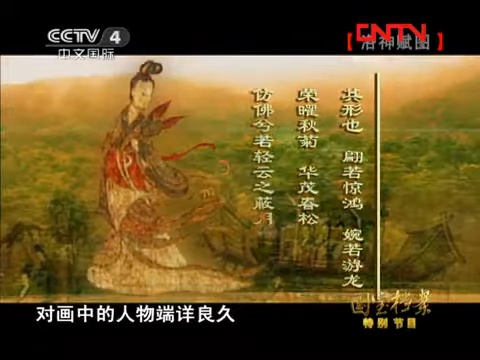 CCTV 4
中文国际
CNTV
【洛神赋图】
其形也 翩若惊鸿 婉若游龙
荣曜秋菊 华茂春松
仿佛兮若轻云之蔽月
国宝档案
特别节目
对画中的人物端详良久